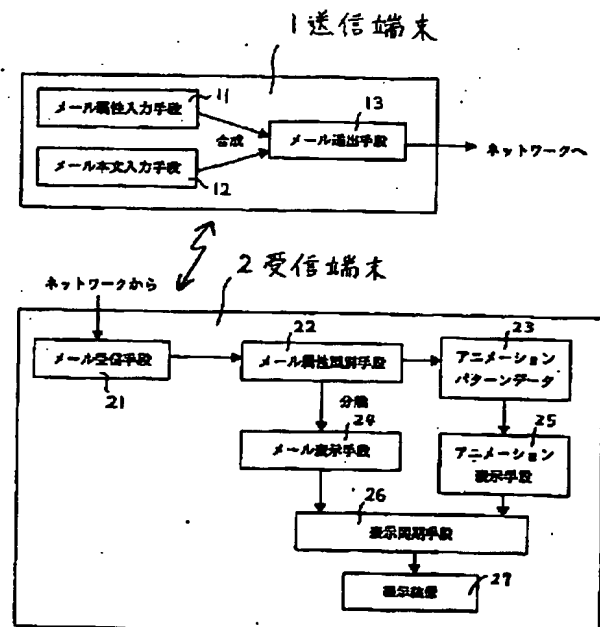 1 送信端末
メール属性入力手段
11
合成
メール本文入力手段
12
メール送出手段
13
ネットワークへ
2 受信端末
ネットワークから
メール受信手段
21
22
メール属性識別手段
分離
23
アニメーション
パターンデータ
24
メール表示手段
25
アニメーション
表示手段
26
表示同期手段
表示装置
27